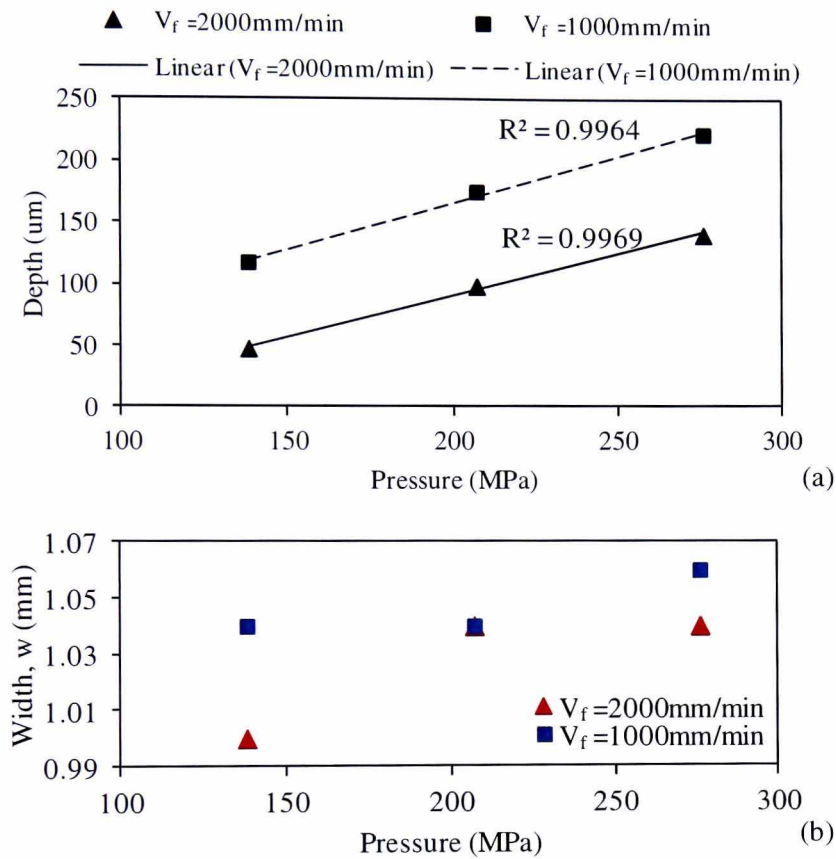 V_f =2000mm/min V_f =1000mm/min
Linear (V_f =2000mm/min) Linear (V_f =1000mm/min)
250
200
150
100
50
0
Depth (um)
R² = 0.9964
R² = 0.9969
100 150 200 250 300
Pressure (MPa)
(a)
1.07
1.05
1.03
1.01
0.99
Width, w (mm)
V_f =2000mm/min
V_f =1000mm/min
100 150 200 250 300
Pressure (MPa)
(b)